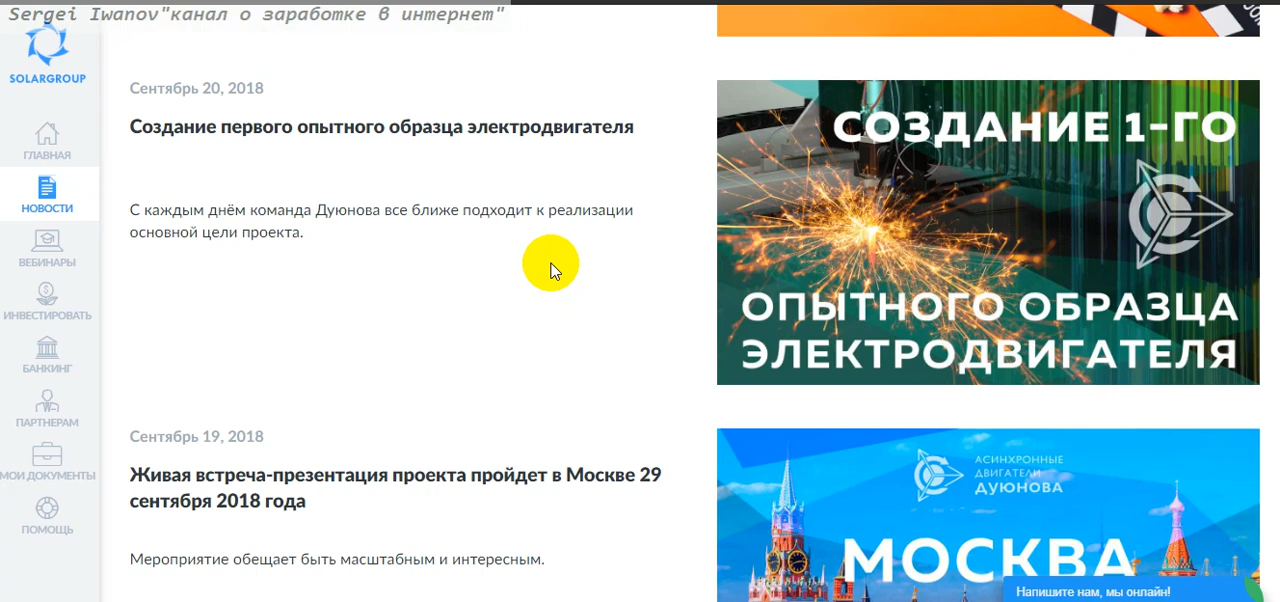 Sergei Iwanov"канал о заработке в интернет"
SOLARGROUP
ГЛАВНАЯ
НОВОСТИ
ВЕБИНАРЫ
ИНВЕСТИРОВАТЬ
БАНКИНГ
ПАРТНЕРАМ
МОИ ДОКУМЕНТЫ
ПОМОЩЬ
Сентябрь 20, 2018
Создание первого опытного образца электродвигателя
С каждым днём команда Дуюнова все ближе подходит к реализации
основной цели проекта.
СОЗДАНИЕ 1-ГО
ОПЫТНОГО ОБРАЗЦА
ЭЛЕКТРОДВИГАТЕЛЯ
Сентябрь 19, 2018
Живая встреча-презентация проекта пройдет в Москве 29
сентября 2018 года
Мероприятие обещает быть масштабным и интересным.
АСИНХРОННЫЕ
ДВИГАТЕЛИ
ДУЮНОВА
МОСКВА
Напишите нам, мы онлайн!